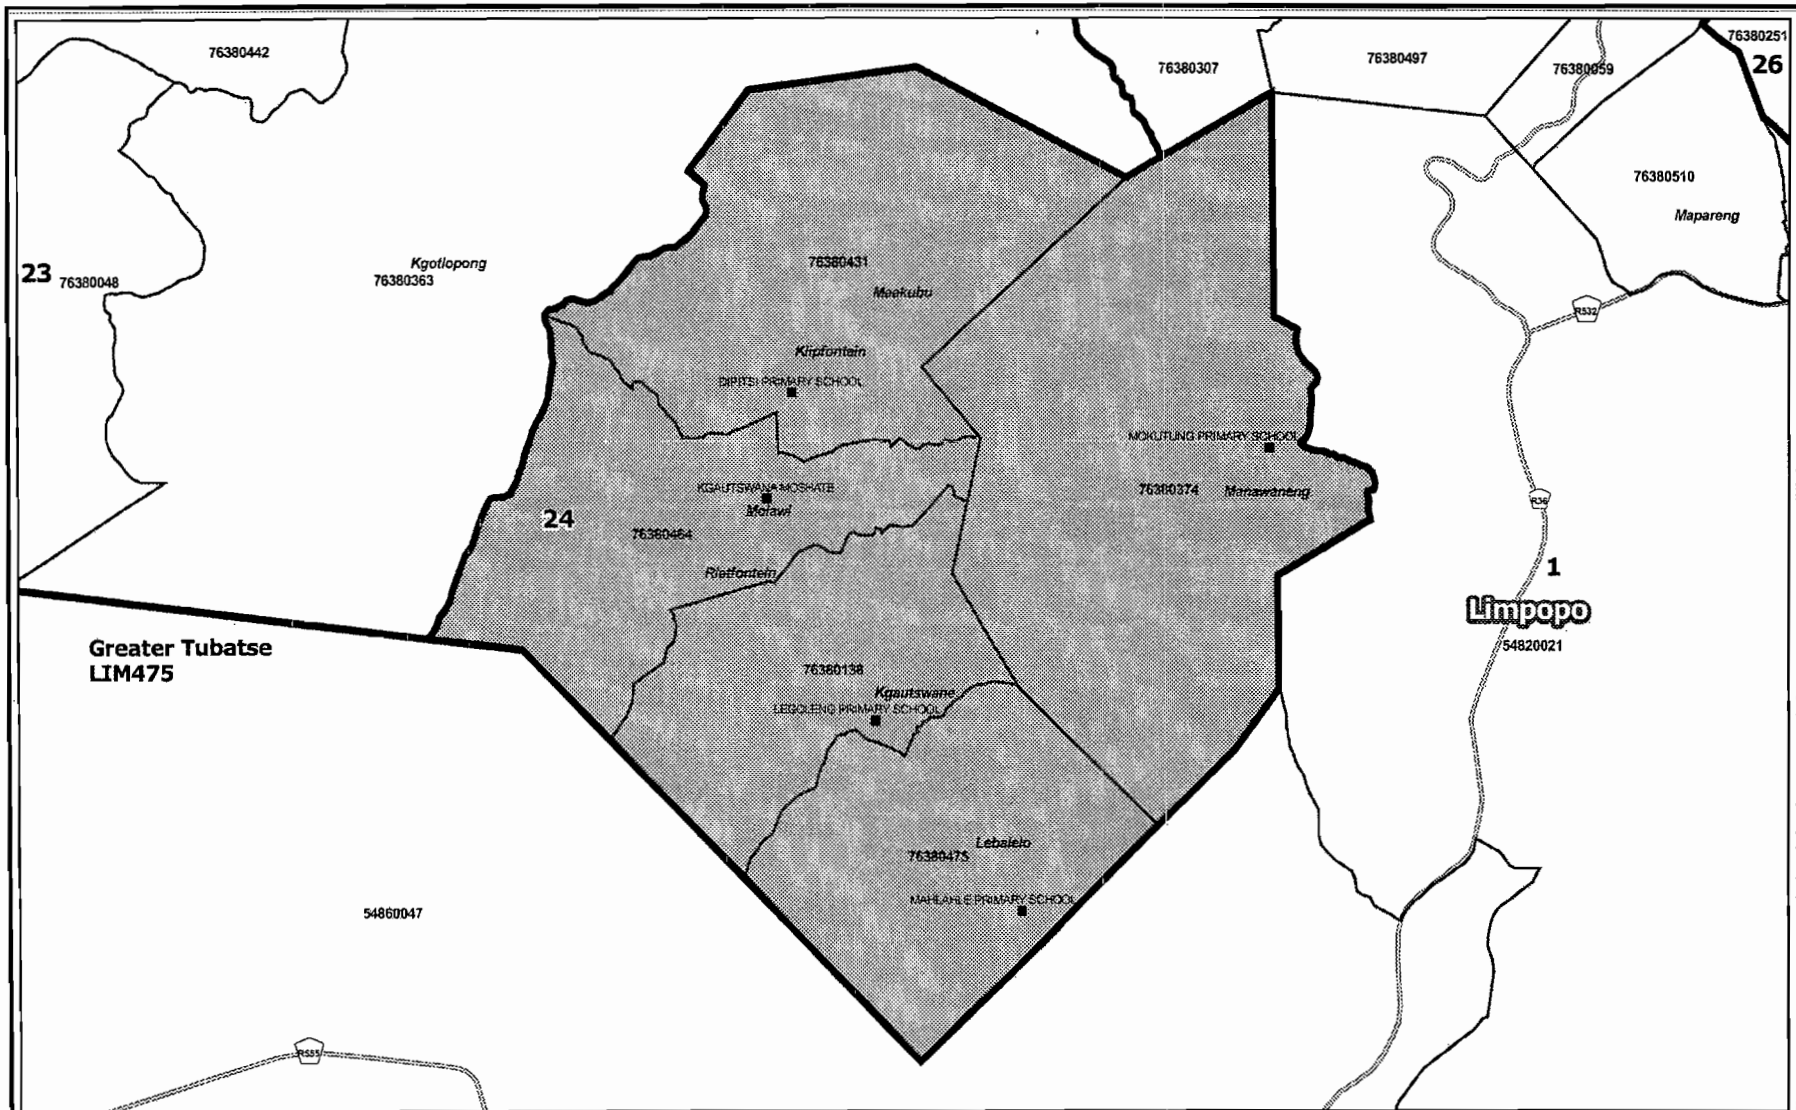 76380442
76380307
76380497
76380059
76380251
26
76380510
Mapareng
Kgotlopong
76380363
23
76380048
76380431
Maakubu
Klipfontein
DIPITSI PRIMARY SCHOOL
R532
MOKUTUNG PRIMARY SCHOOL
76380374
Manawaneng
KGAUTSWANA MOSHATE
Molawi
24
76380464
R36
Rietfontein
1
Limpopo
54820021
Greater Tubatse
LIM475
76380138
Kgautswane
LEGOLENG PRIMARY SCHOOL
Lebalelo
76380475
MAHLAHLE PRIMARY SCHOOL
54860047
R555